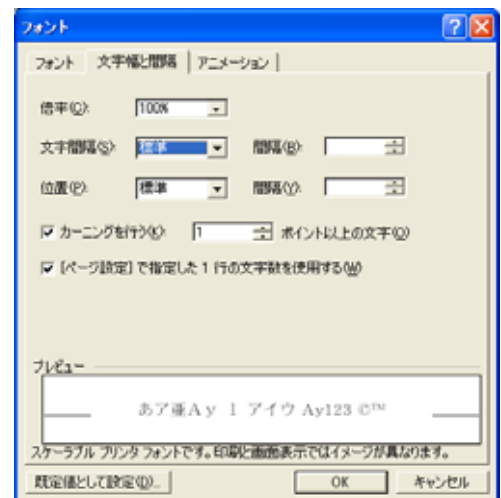 フォント
フォント 文字幅と間隔 アニメーション
倍率(C): 100%
文字間隔(S): 標準 間隔(B):
位置(P): 標準 間隔(Y):
カーニングを行う(K): 1 ポイント以上の文字(O)
[ページ設定]で指定した1行の文字数を使用する(W)
プレビュー
あア亜Ay 1 アイウ Ay123 ©™
スケーラブル プリンタ フォントです。印刷と画面表示ではイメージが異なります。
既定値として設定(D)... OK キャンセル